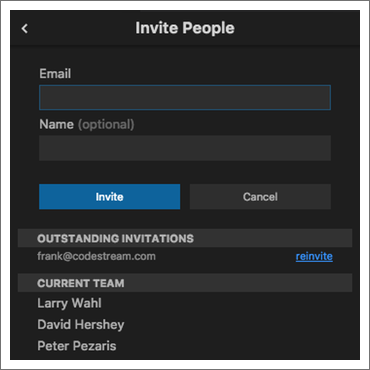 Invite People
Email
Name (optional)
Invite Cancel
OUTSTANDING INVITATIONS
frank@codestream.com reinvite
CURRENT TEAM
Larry Wahl
David Hershey
Peter Pezaris